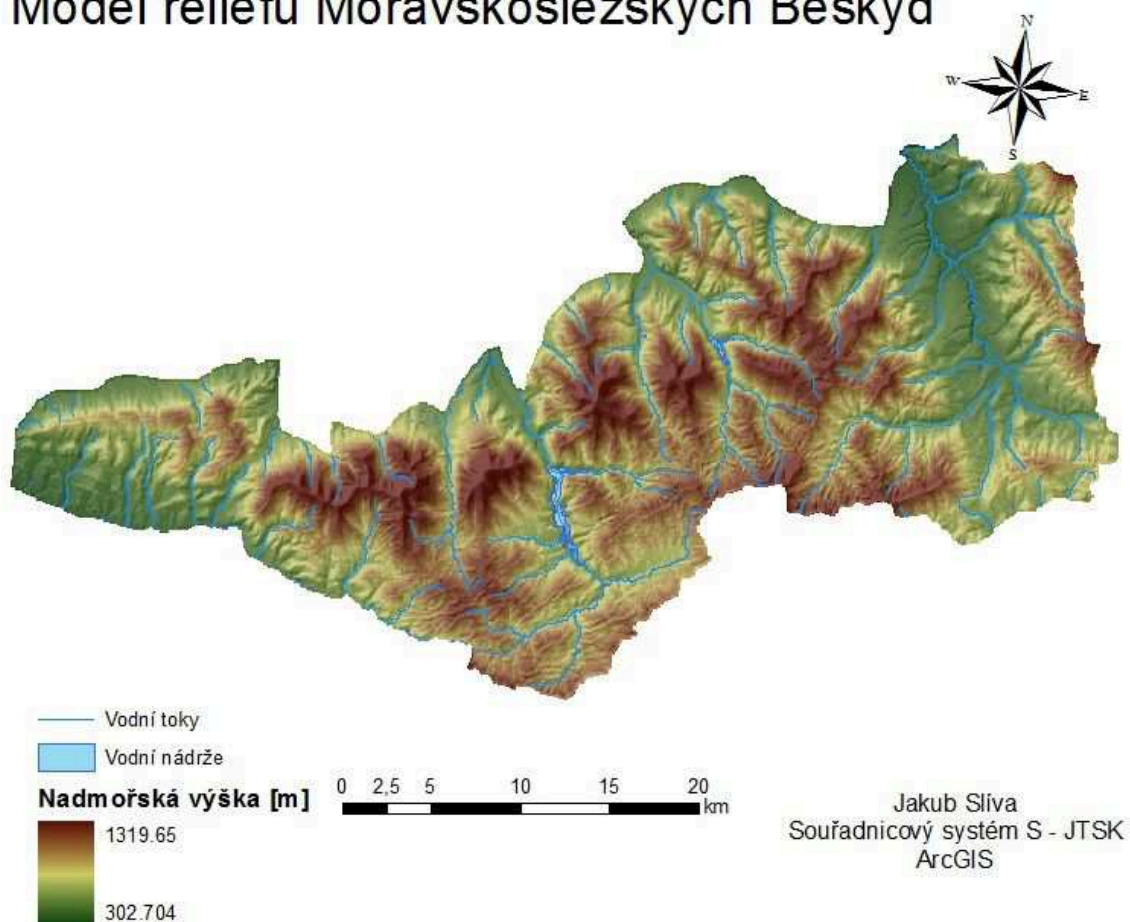 Model reliéfu Moravskoslezských Beskyd
N
W
E
S
Vodní toky
Vodní nádrže
Nadmořská výška [m]
1319.65
302.704
0 2,5 5 10 15 20
km
Jakub Slíva
Souřadnicový systém S - JTSK
ArcGIS